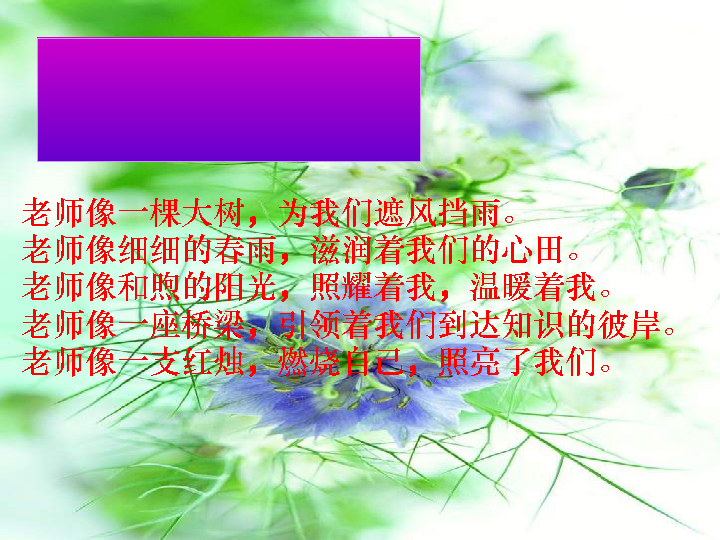 老师像一棵大树，为我们遮风挡雨。
老师像细细的春雨，滋润着我们的心田。
老师像和煦的阳光，照耀着我，温暖着我。
老师像一座桥梁，引领着我们到达知识的彼岸。
老师像一支红烛，燃烧自己，照亮了我们。